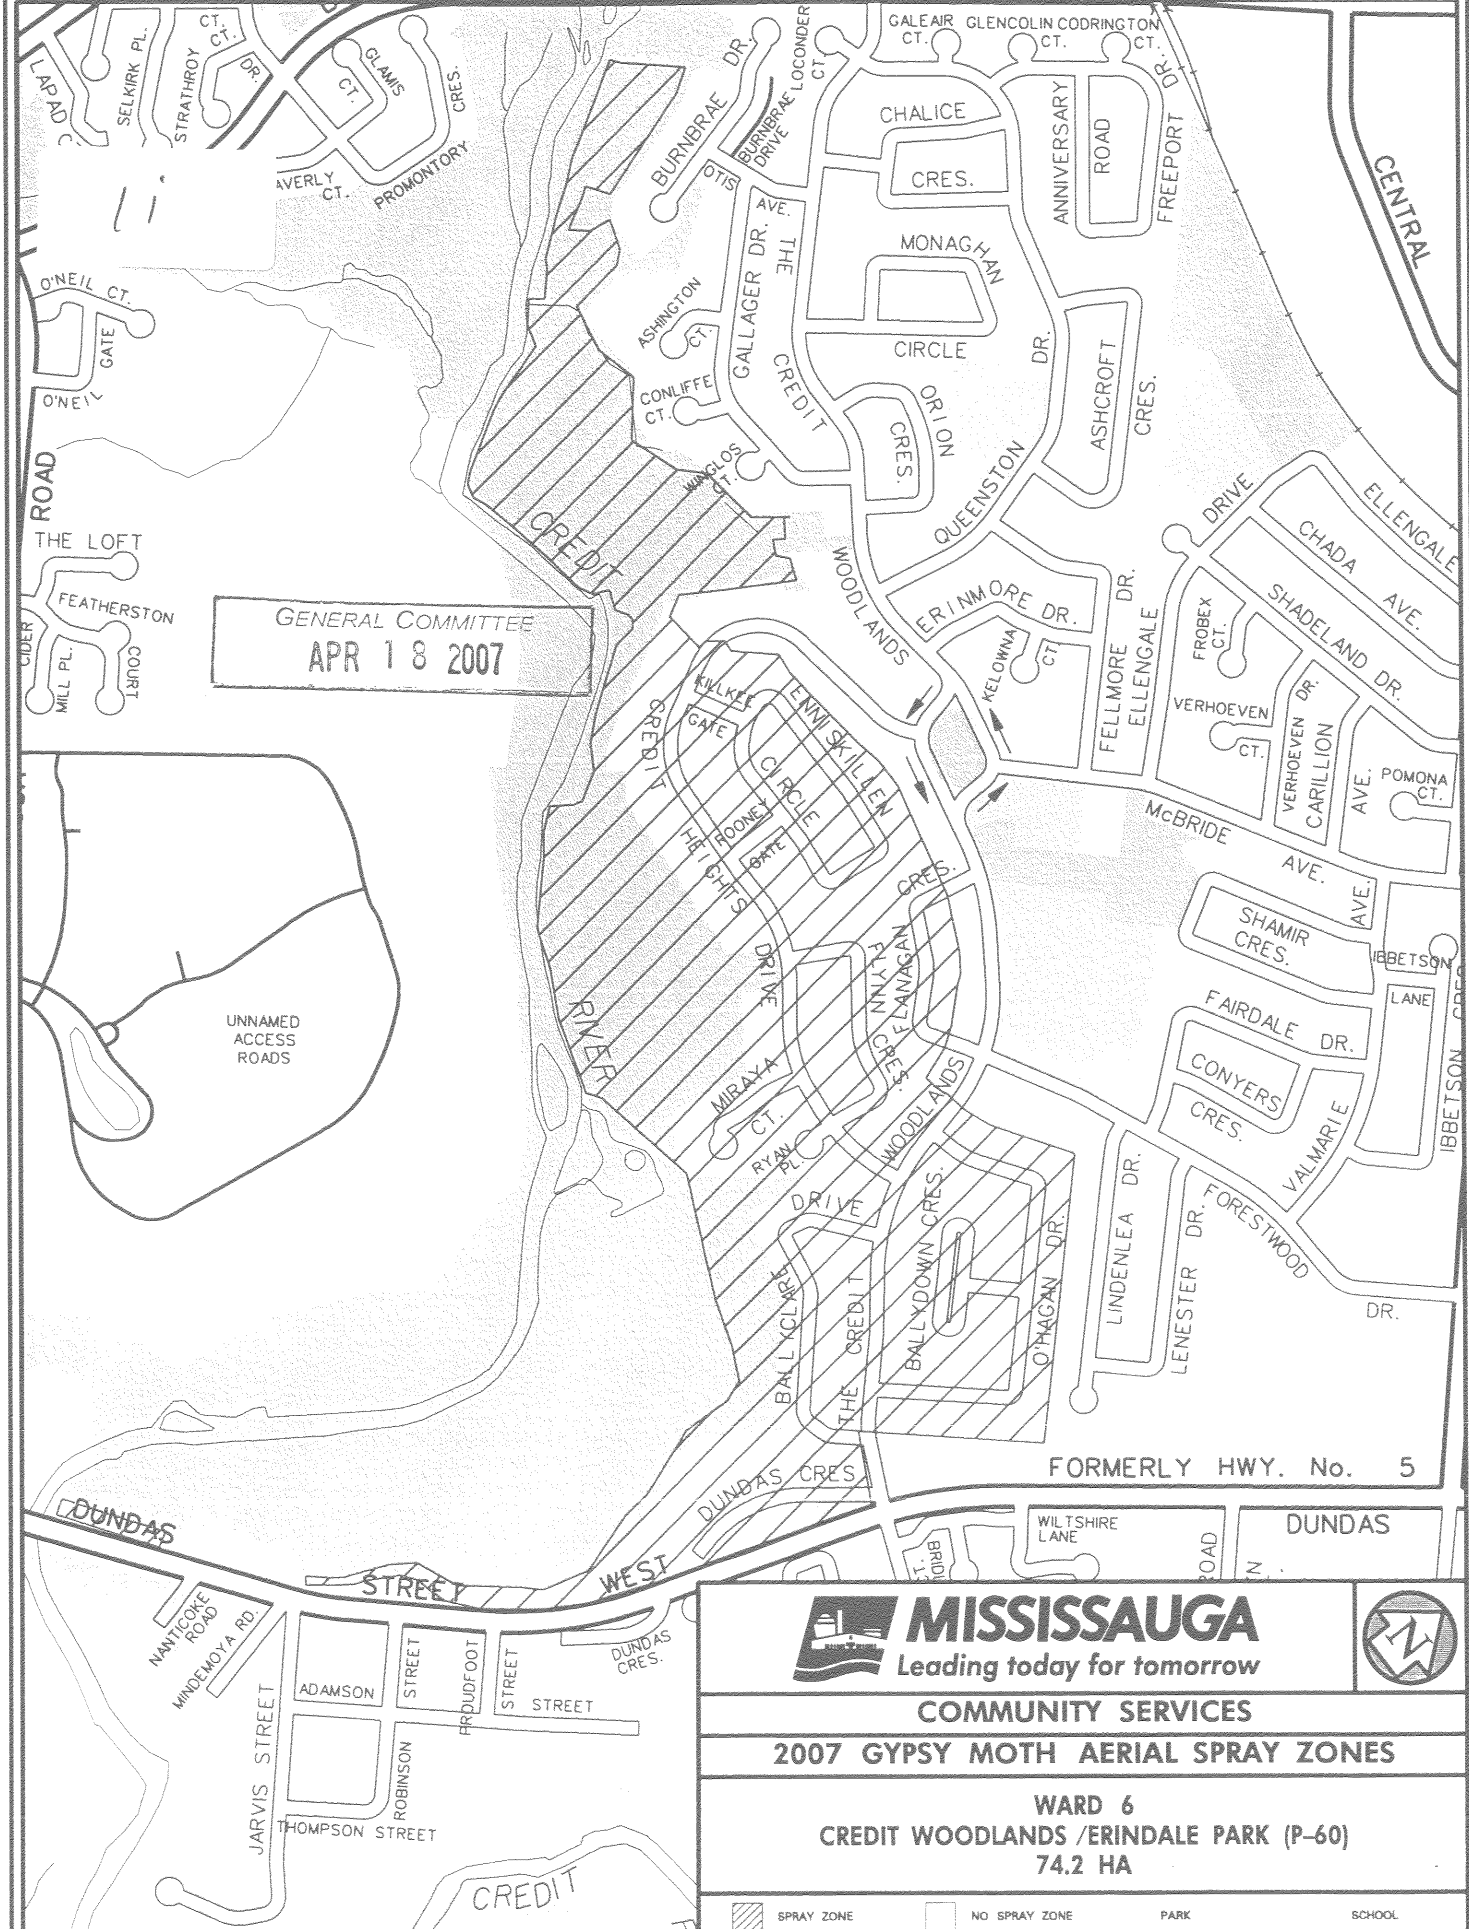 CT.
CT.
LAPAD C
SELKIRK PL.
STRATHROY
DR.
GLAMIS
CT.
CRES.
AVERLY
CT.
PROMONTORY
li
BURNBRAE DR.
BURNBRAE
DRIVE
LOCONDER
CT.
GALEAIR
CT.
GLENCOLIN
CT.
CODRINGTON
CT.
CHALICE
CRES.
ANNIVERSARY
ROAD
FREEPORT DR.
CENTRAL
OTIS
AVE.
THE
CREDIT
WOODLANDS
GALLAGER DR.
MONAGHAN
CIRCLE
ASHINGTON
CT.
CONLIFFE
CT.
WINGLOS
CT.
ORION
CRES.
QUEENSTON
DR.
ASHCROFT
CRES.
O'NEIL CT.
GATE
O'NEIL
ROAD
THE LOFT
FEATHERSTON
COURT
CIDER
MILL PL.
GENERAL COMMITTEE
APR 18 2007
CREDIT
RIVER
ERINMORE DR.
KELOWNA
CT.
FELLMORE DR.
ELLENGALE
DRIVE
ELLENGALE
CHADA
AVE.
SHADELAND DR.
FROBEX
CT.
VERHOEVEN
CT.
VERHOEVEN DR.
CARILLION
AVE.
AVE.
POMONA
CT.
McBRIDE
AVE.
KILLKEE
GATE
ENNISKILLEN
CIRCLE
ROONEY
GATE
CREDIT
HEIGHTS
DRIVE
FLANAGAN
CRES.
FLYNN
CRES.
MIRAYA
CT.
RYAN
PL.
WOODLANDS
SHAMIR
CRES.
IBBETSON
LANE
IBBETSON CRES
FAIRDALE
DR.
CONYERS
CRES.
VALMARIE
FORESTWOOD
DR.
LINDENLEA DR.
LENESTER DR.
UNNAMED
ACCESS
ROADS
DRIVE
BALLYCLARE
THE CREDIT
BALLYDOWN CRES.
O'HAGAN DR.
DUNDAS CRES
FORMERLY HWY. No. 5
DUNDAS
STREET
WEST
DUNDAS
WILTSHIRE
LANE
ROAD
NANTICOKE
ROAD
MINDEMOYA RD.
JARVIS STREET
ADAMSON
STREET
STREET
PROUDFOOT
STREET
ROBINSON
THOMPSON STREET
DUNDAS
CRES.
CREDIT
MISSISSAUGA
Leading today for tomorrow
N
COMMUNITY SERVICES
2007 GYPSY MOTH AERIAL SPRAY ZONES
WARD 6
CREDIT WOODLANDS /ERINDALE PARK (P-60)
74.2 HA
SPRAY ZONE
NO SPRAY ZONE
PARK
SCHOOL